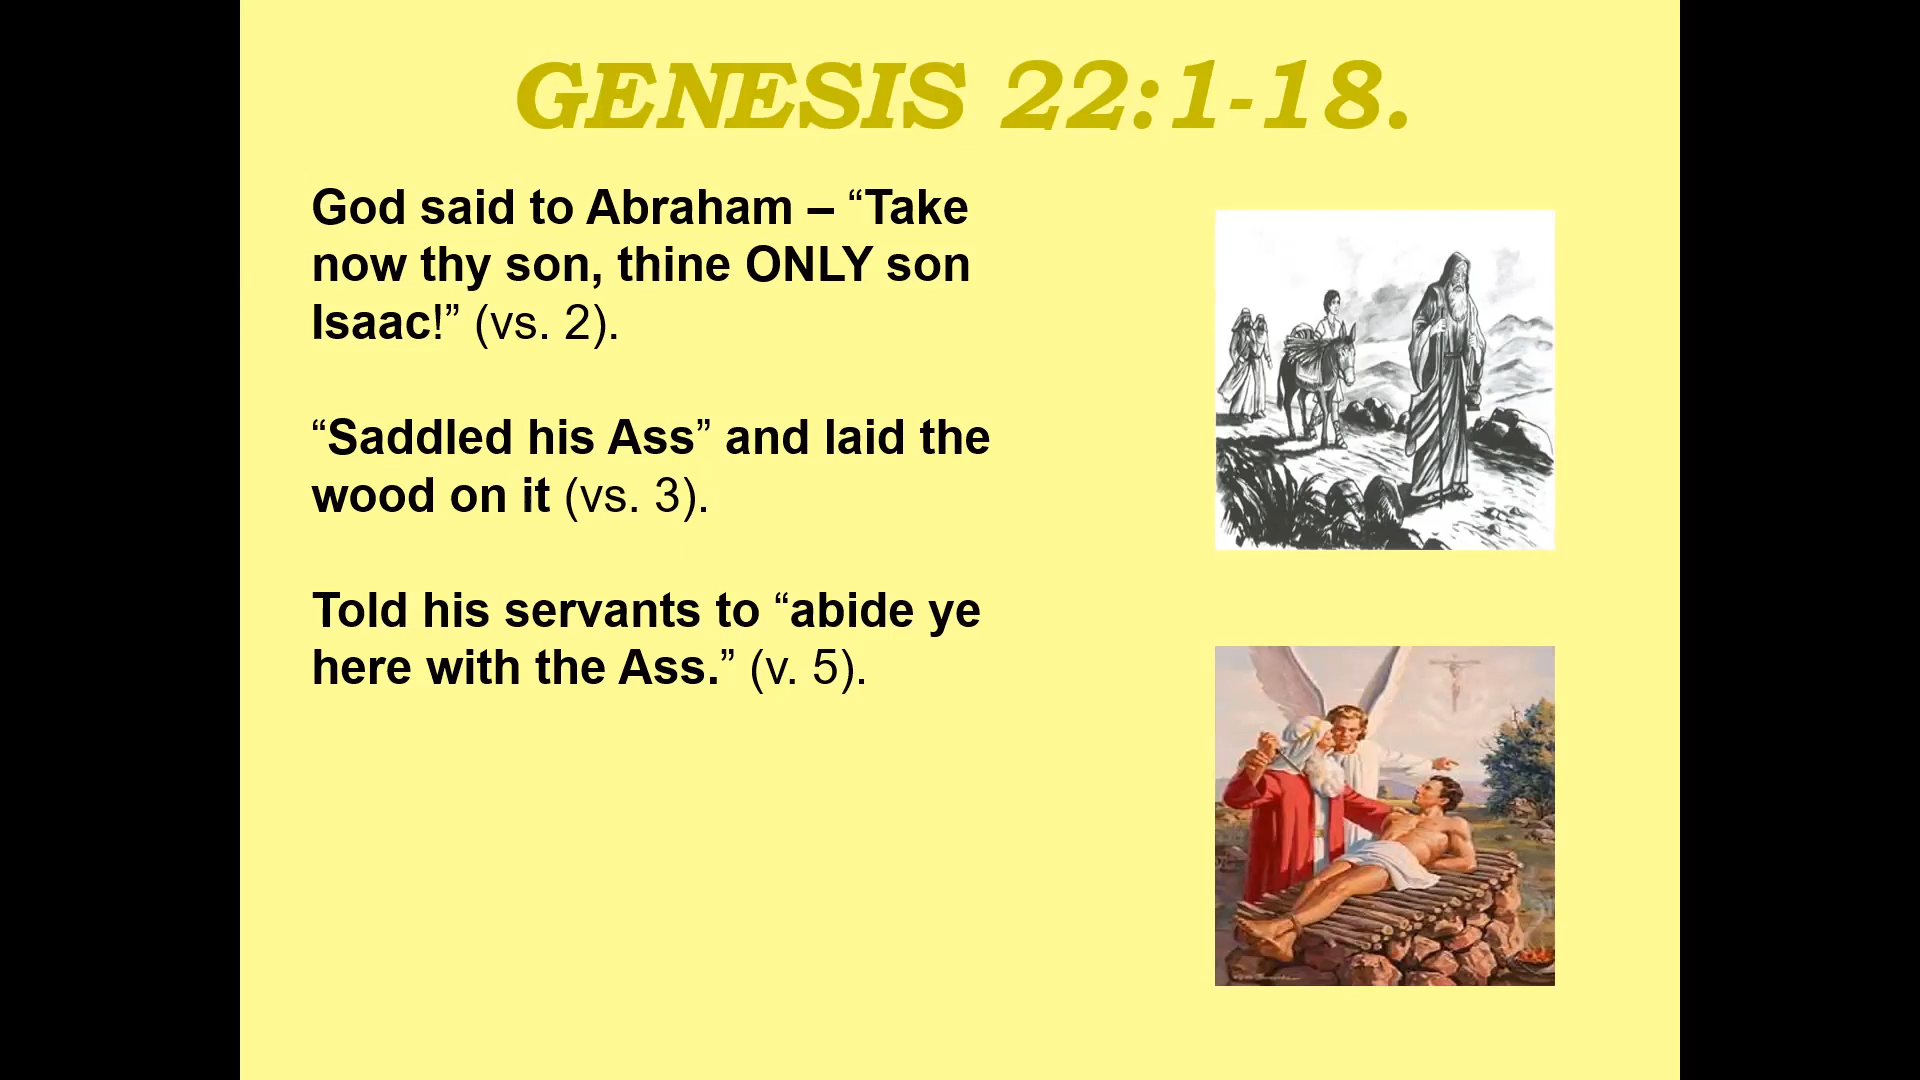 GENESIS 22:1-18.
God said to Abraham – “Take
now thy son, thine ONLY son
Isaac!” (vs. 2).
“Saddled his Ass” and laid the
wood on it (vs. 3).
Told his servants to “abide ye
here with the Ass.” (v. 5).